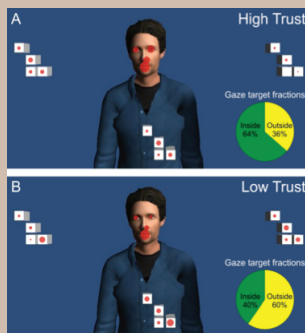 A
High Trust
Gaze target fractions
Inside
64%
Outside
36%
B
Low Trust
Gaze target fractions
Inside
40%
Outside
60%